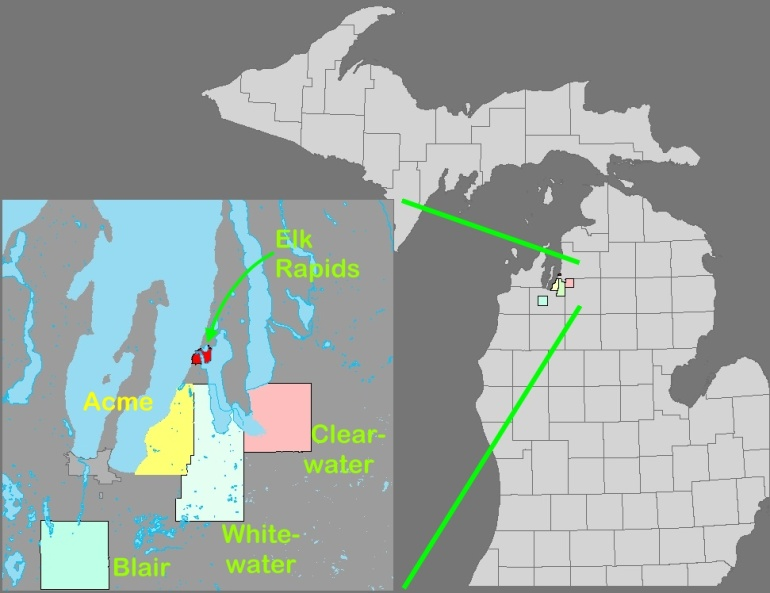 Elk
Rapids
Acme
Clear-
water
White-
water
Blair